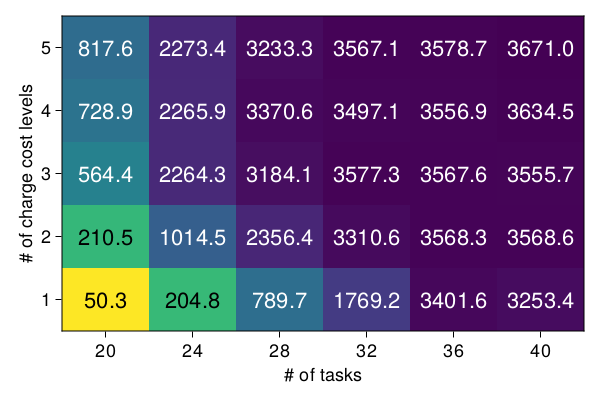 5 817.6 2273.4 3233.3 3567.1 3578.7 3671.0
4 728.9 2265.9 3370.6 3497.1 3556.9 3634.5
3 564.4 2264.3 3184.1 3577.3 3567.6 3555.7
2 210.5 1014.5 2356.4 3310.6 3568.3 3568.6
1 50.3 204.8 789.7 1769.2 3401.6 3253.4
20 24 28 32 36 40
# of tasks
# of charge cost levels